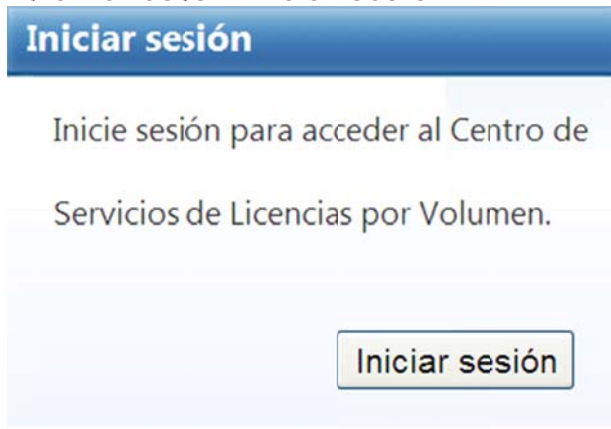 Iniciar sesión
Inicie sesión para acceder al Centro de
Servicios de Licencias por Volumen.
Iniciar sesión